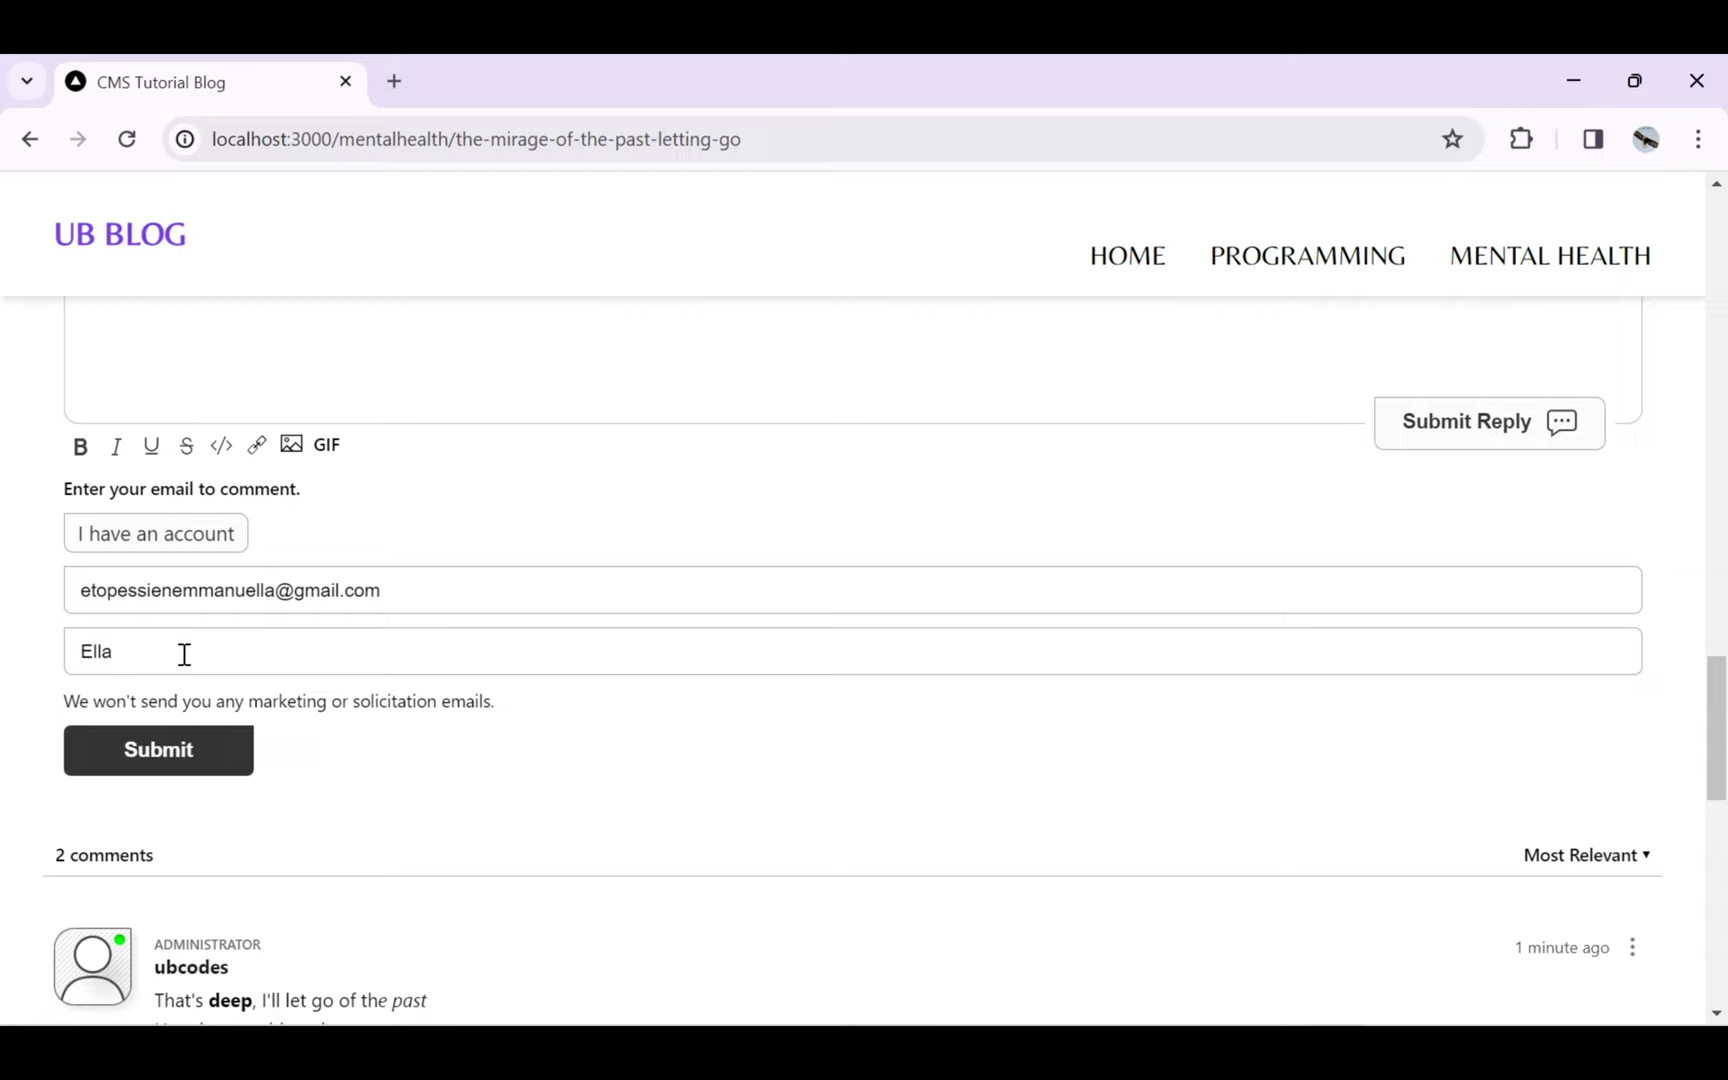 CMS Tutorial Blog
localhost:3000/mentalhealth/the-mirage-of-the-past-letting-go
UB BLOG
HOME PROGRAMMING MENTAL HEALTH
Submit Reply
B I U S </> GIF
Enter your email to comment.
I have an account
etopessienemmanuella@gmail.com
Ella
We won't send you any marketing or solicitation emails.
Submit
2 comments Most Relevant
ADMINISTRATOR
ubcodes 1 minute ago
That's deep, I'll let go of the past